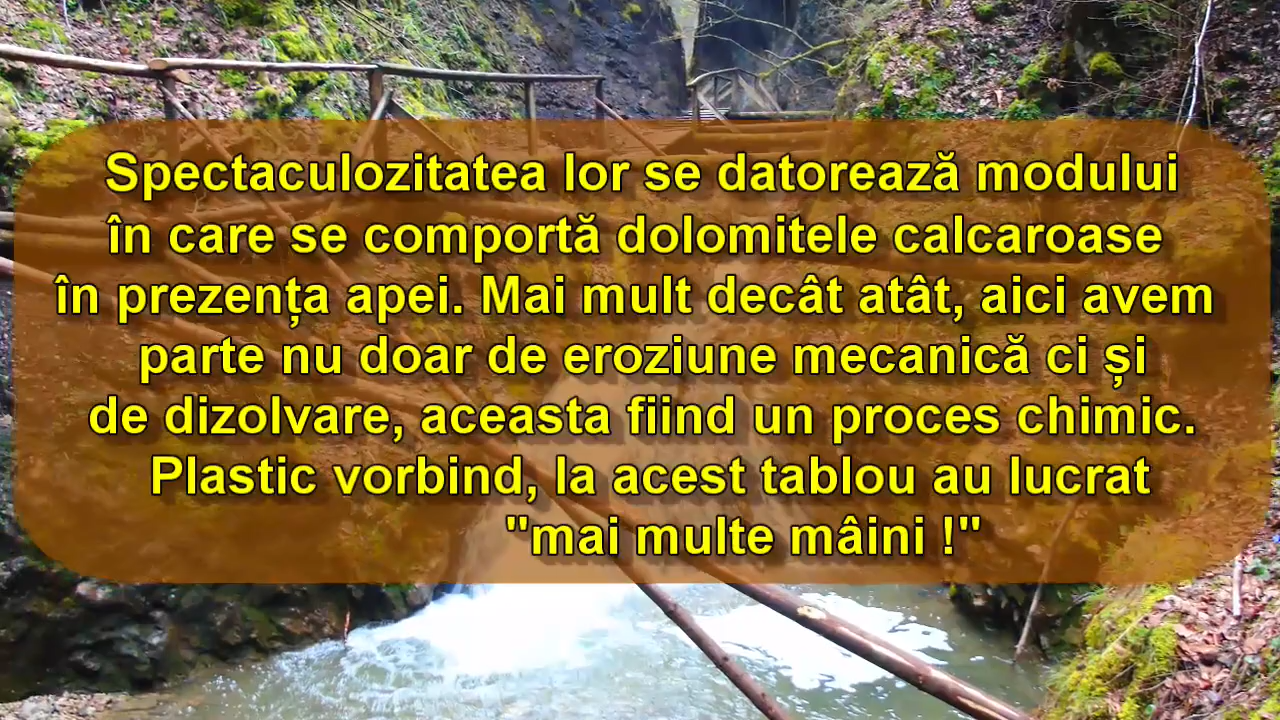 Spectaculozitatea lor se datorează modului
în care se comportă dolomitele calcaroase
în prezența apei. Mai mult decât atât, aici avem
parte nu doar de eroziune mecanică ci și
de dizolvare, aceasta fiind un proces chimic.
Plastic vorbind, la acest tablou au lucrat
"mai multe mâini !"